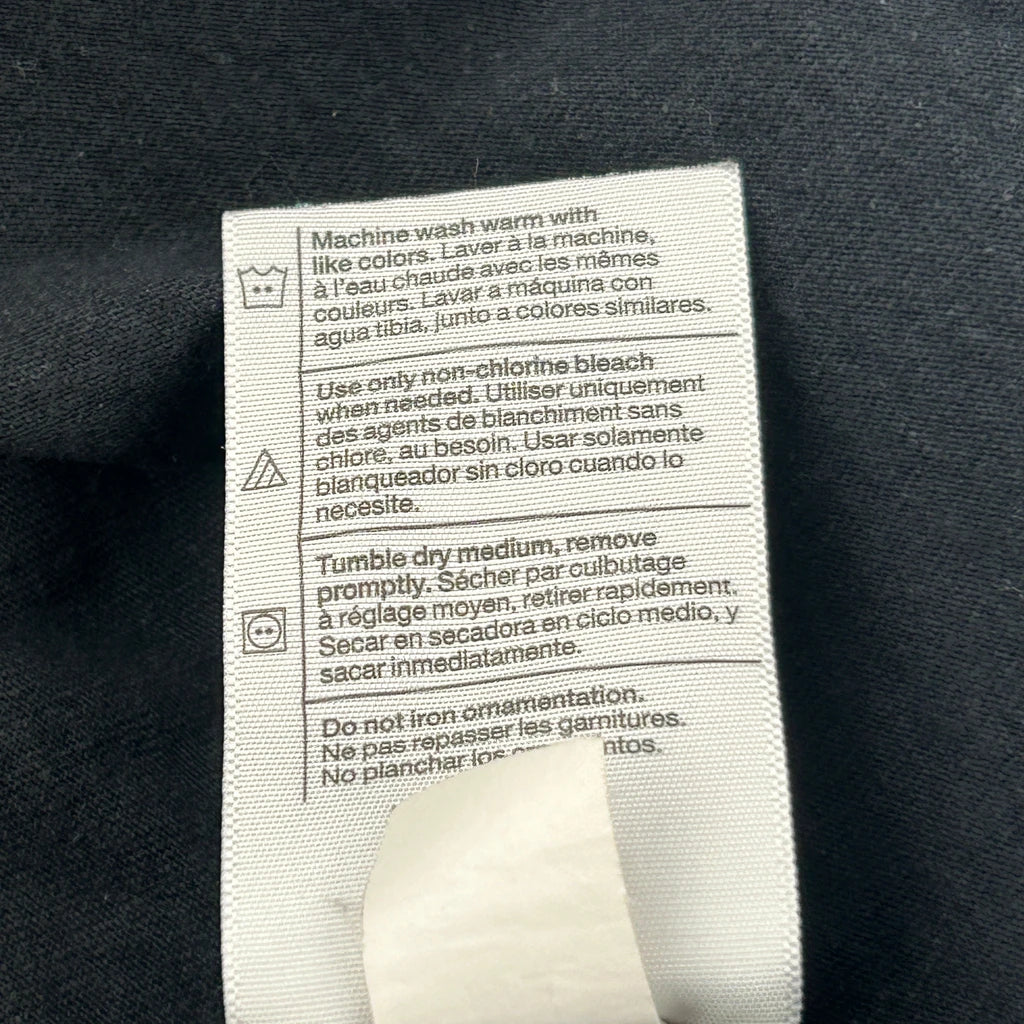 Machine wash warm with
like colors. Laver à la machine,
à l'eau chaude avec les mêmes
couleurs. Lavar a máquina con
agua tibia, junto a colores similares.
Use only non-chlorine bleach
when needed. Utiliser uniquement
des agents de blanchiment sans
chlore, au besoin. Usar solamente
blanqueador sin cloro cuando lo
necesite.
Tumble dry medium, remove
promptly. Sécher par culbutage
à réglage moyen, retirer rapidement.
Secar en secadora en ciclo medio, y
sacar inmediatamente.
Do not iron ornamentation.
Ne pas repasser les garnitures.
No planchar los